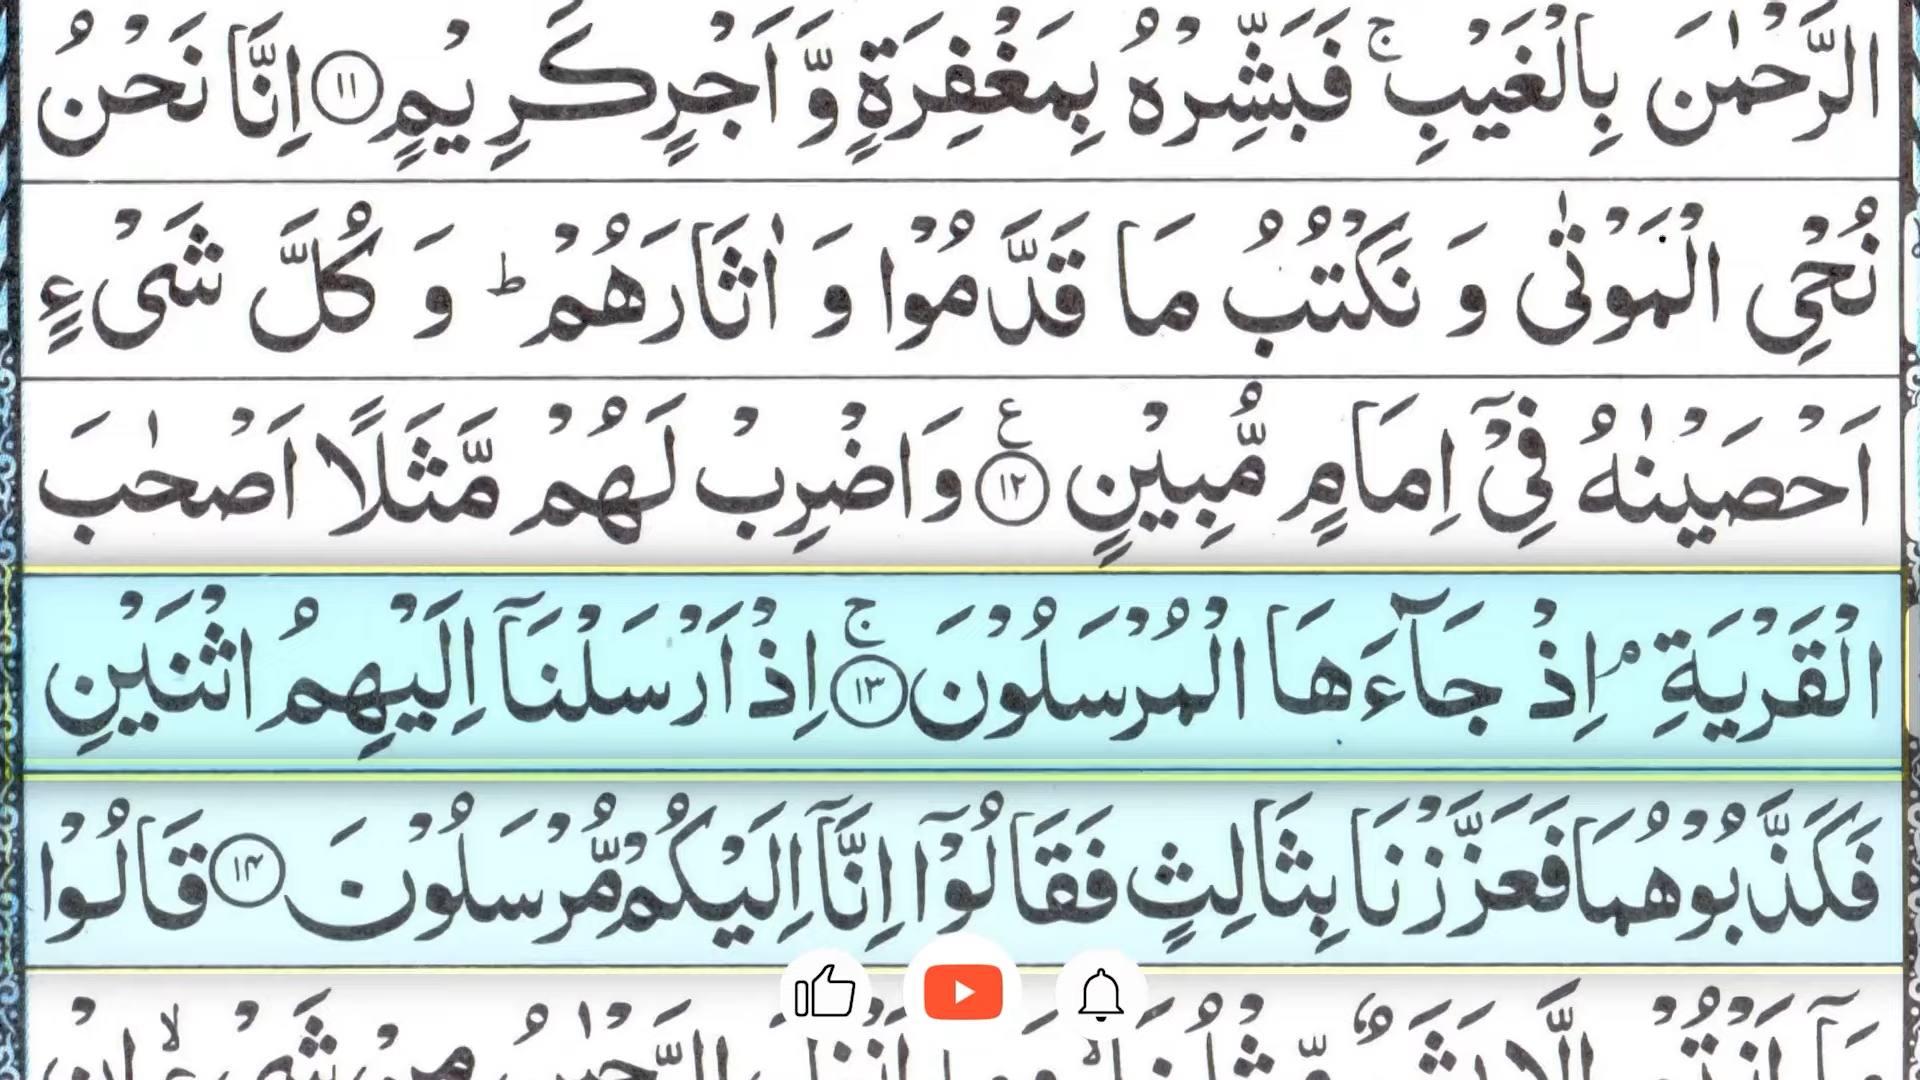 الرَّحْمٰنَ بِالْغَيْبِ ۚ فَبَشِّرْهُ بِمَغْفِرَةٍ وَّ اَجْرٍ كَرِيْمٍ ۝۱۱ اِنَّا نَحْنُ
نُحْیِ الْمَوْتٰی وَ نَكْتُبُ مَا قَدَّمُوْا وَ اٰثَارَهُمْ ؕ وَ كُلَّ شَیْءٍ
اَحْصَیْنٰهُ فِیْۤ اِمَامٍ مُّبِیْنٍ ۝۱۲ ع وَ اضْرِبْ لَهُمْ مَّثَلًا اَصْحٰبَ
الْقَرْیَةِ ۘ اِذْ جَآءَهَا الْمُرْسَلُوْنَ ۝۱۳ ۚ اِذْ اَرْسَلْنَاۤ اِلَیْهِمُ اثْنَیْنِ
فَكَذَّبُوْهُمَا فَعَزَّزْنَا بِثَالِثٍ فَقَالُوْۤا اِنَّاۤ اِلَیْكُمْ مُّرْسَلُوْنَ ۝۱۴ قَالُوْا